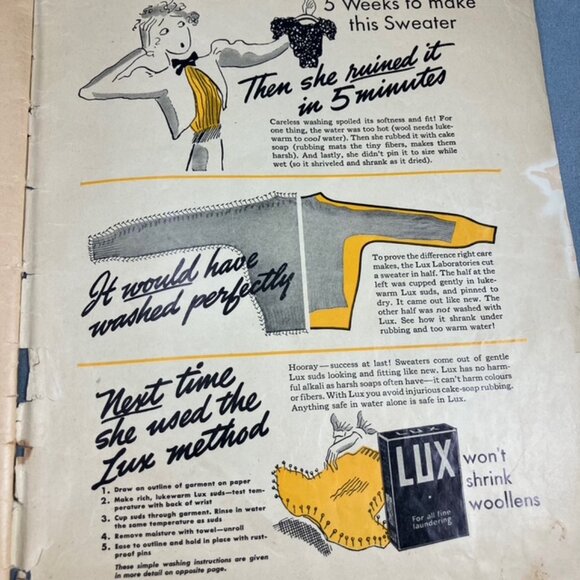 5 Weeks to make
this Sweater
Then she ruined it
in 5 minutes
Careless washing spoiled its softness and fit! For
one thing, the water was too hot (wool needs luke-
warm to cool water). Then she rubbed it with cake
soap (rubbing mats the tiny fibers, makes them
harsh). And lastly, she didn't pin it to size while
wet (so it shriveled and shrank as it dried).
It would have
washed perfectly
To prove the difference right care
makes, the Lux Laboratories cut
a sweater in half. The half at the
left was cupped gently in luke-
warm Lux suds, and pinned to
dry. It came out like new. The
other half was not washed with
Lux. See how it shrank under
rubbing and too warm water!
Next time
she used the
Lux method
1. Draw an outline of garment on paper
2. Make rich, lukewarm Lux suds—test tem-
perature with back of wrist
3. Cup suds through garment. Rinse in water
the same temperature as suds
4. Remove moisture with towel—unroll
5. Ease to outline and hold in place with rust-
proof pins
These simple washing instructions are given
in more detail on opposite page.
Hooray—success at last! Sweaters come out of gentle
Lux suds looking and fitting like new. Lux has no harm-
ful alkali as harsh soaps often have—it can't harm colours
or fibers. With Lux you avoid injurious cake-soap rubbing.
Anything safe in water alone is safe in Lux.
LUX
For all fine
laundering
won't
shrink
woollens